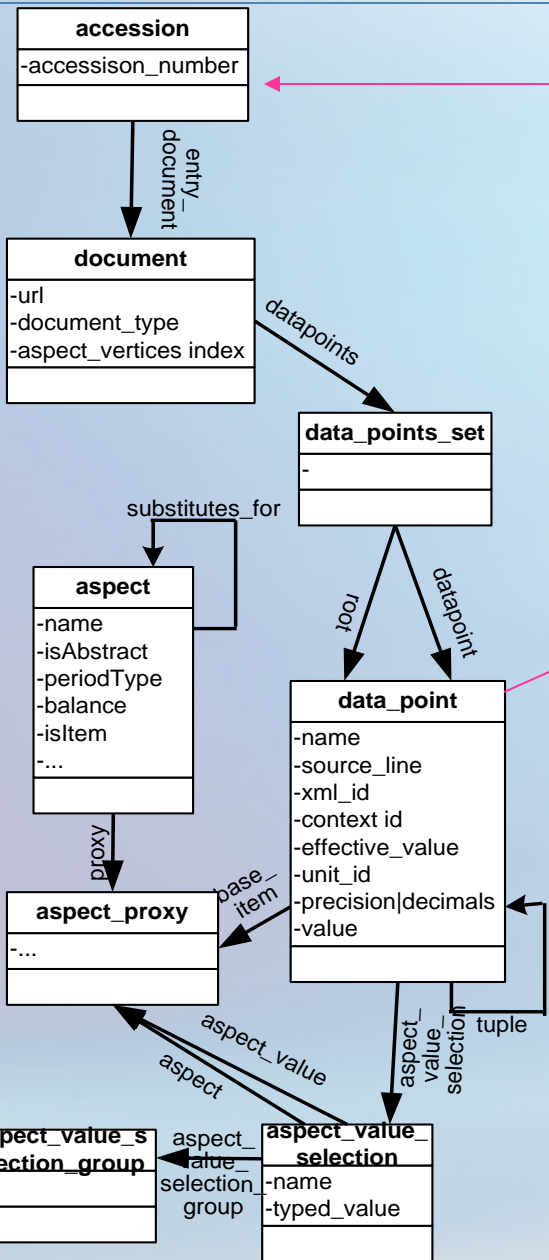 accession
-accessison_number
entry_
document
document
-url
-document_type
-aspect_vertices index
datapoints
data_points_set
-
substitutes_for
aspect
-name
-isAbstract
-periodType
-balance
-isItem
-...
root
datapoint
data_point
-name
-source_line
-xml_id
-context id
-effective_value
-unit_id
-precision|decimals
-value
proxy
base_
item
aspect_proxy
-...
tuple
aspect_
value_
selection
aspect_value
aspect
pect_value_s
ection_group
aspect_
value_
selection_
group
aspect_value_
selection
-name
-typed_value